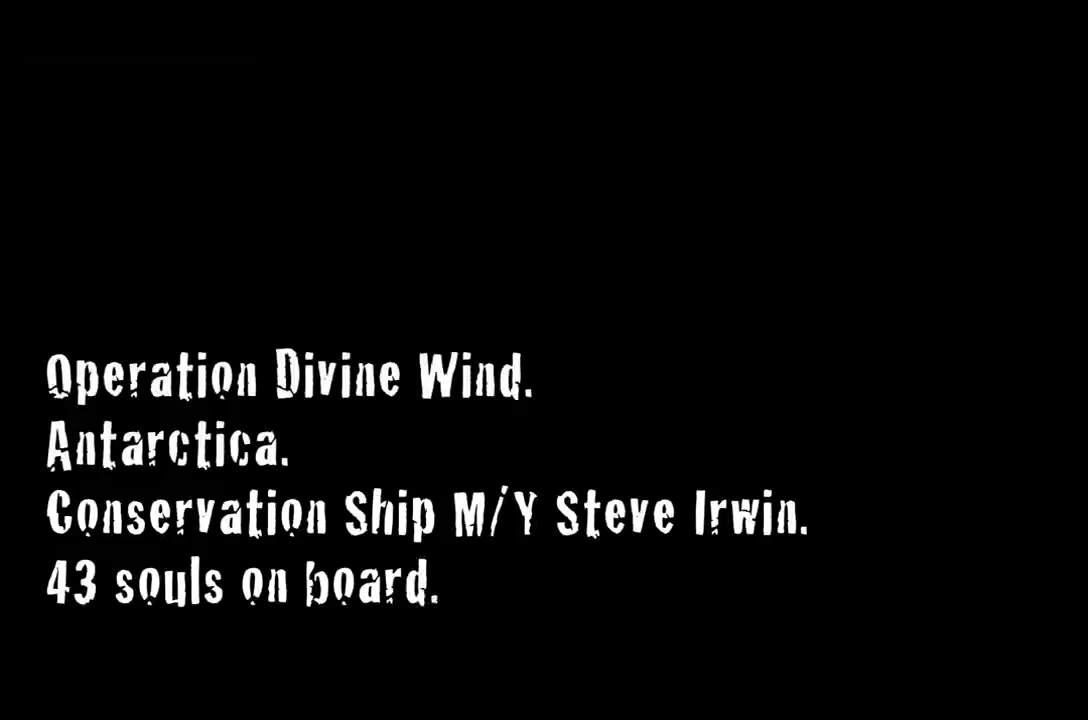 Operation Divine Wind.
Antarctica.
Conservation Ship M/Y Steve Irwin.
43 souls on board.